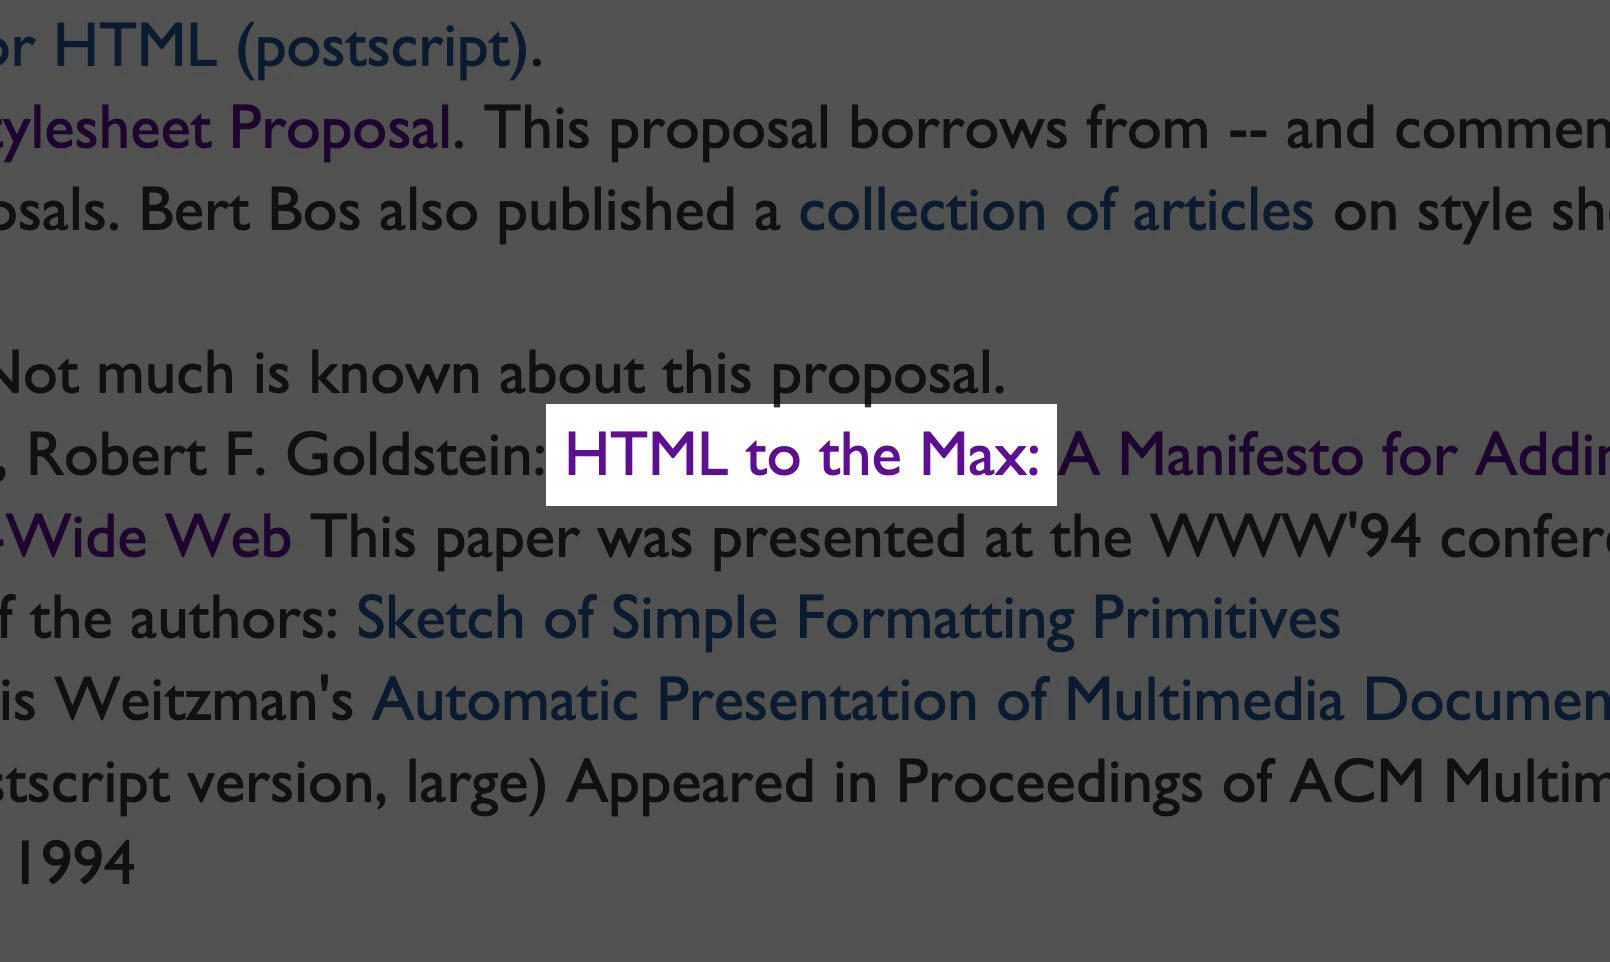 or HTML (postscript).
tylesheet Proposal. This proposal borrows from -- and commen
osals. Bert Bos also published a collection of articles on style sh
Not much is known about this proposal.
, Robert F. Goldstein: HTML to the Max: A Manifesto for Addin
-Wide Web This paper was presented at the WWW'94 confer
f the authors: Sketch of Simple Formatting Primitives
is Weitzman's Automatic Presentation of Multimedia Documen
stscript version, large) Appeared in Proceedings of ACM Multim
1994